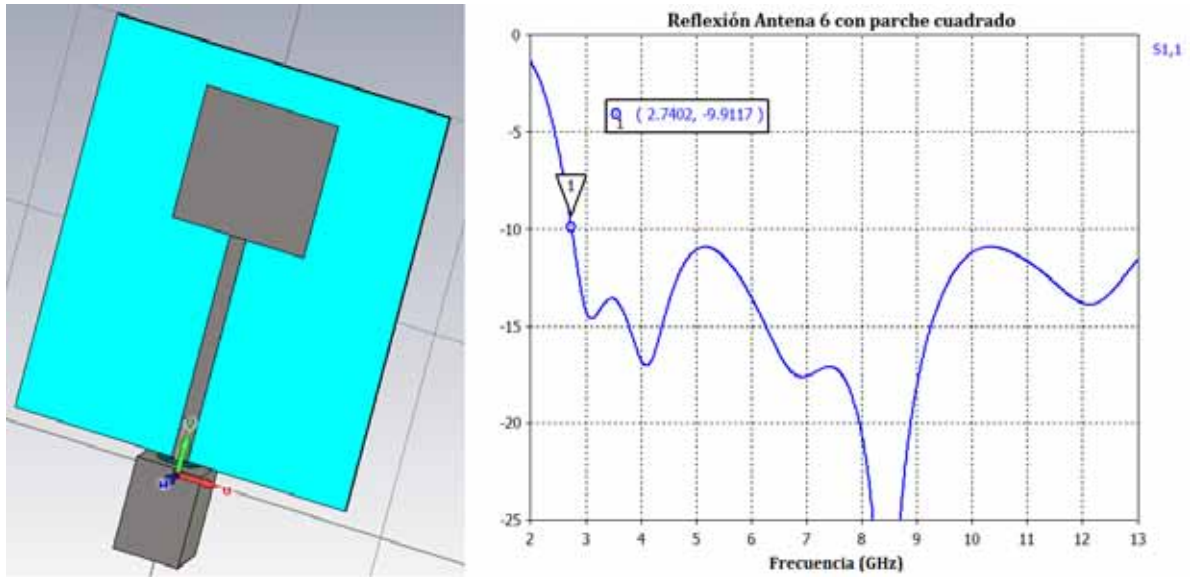 Reflexión Antena 6 con parche cuadrado
S1,1
0
-5
-10
-15
-20
-25
1 ( 2.7402, -9.9117 )
1
2 3 4 5 6 7 8 9 10 11 12 13
Frecuencia (GHz)